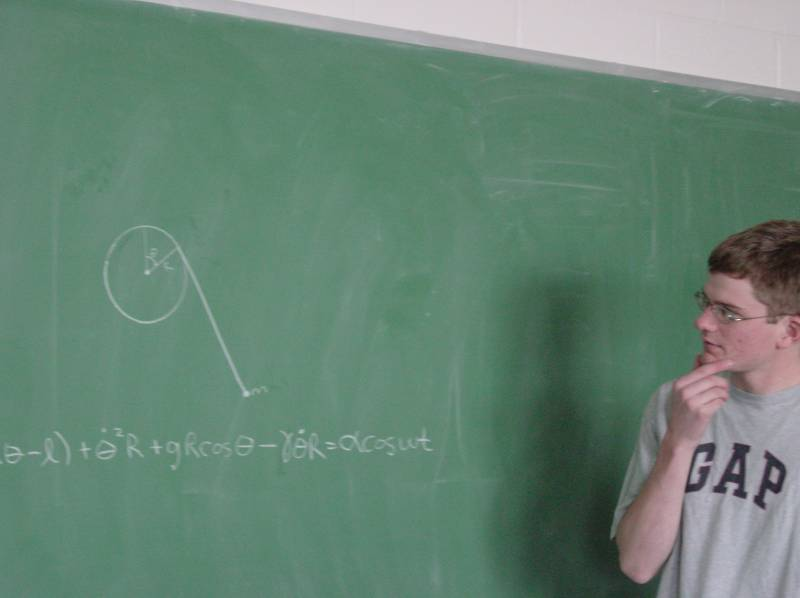 m
θ-l) + θ̇²R + gRcosθ - γθ̇R = αcosωt
GAP